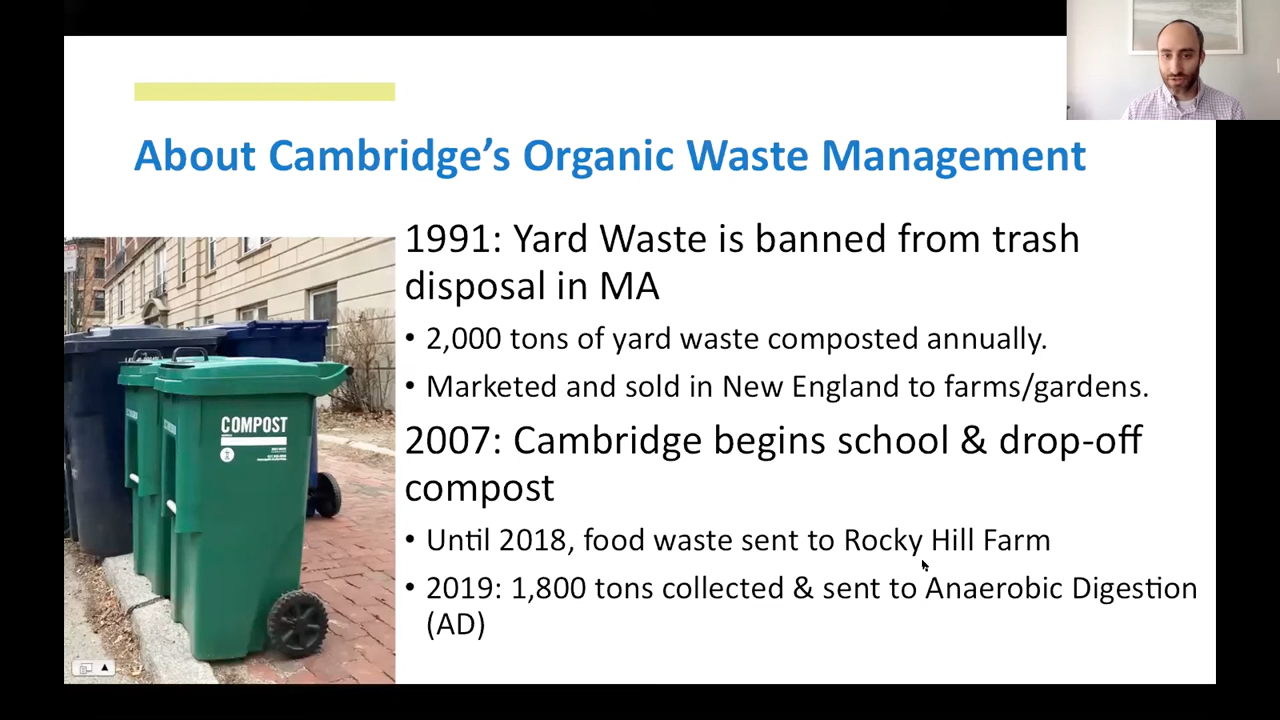 About Cambridge’s Organic Waste Management
1991: Yard Waste is banned from trash
disposal in MA
• 2,000 tons of yard waste composted annually.
• Marketed and sold in New England to farms/gardens.
2007: Cambridge begins school & drop-off
compost
• Until 2018, food waste sent to Rocky Hill Farm
• 2019: 1,800 tons collected & sent to Anaerobic Digestion
(AD)
COMPOST